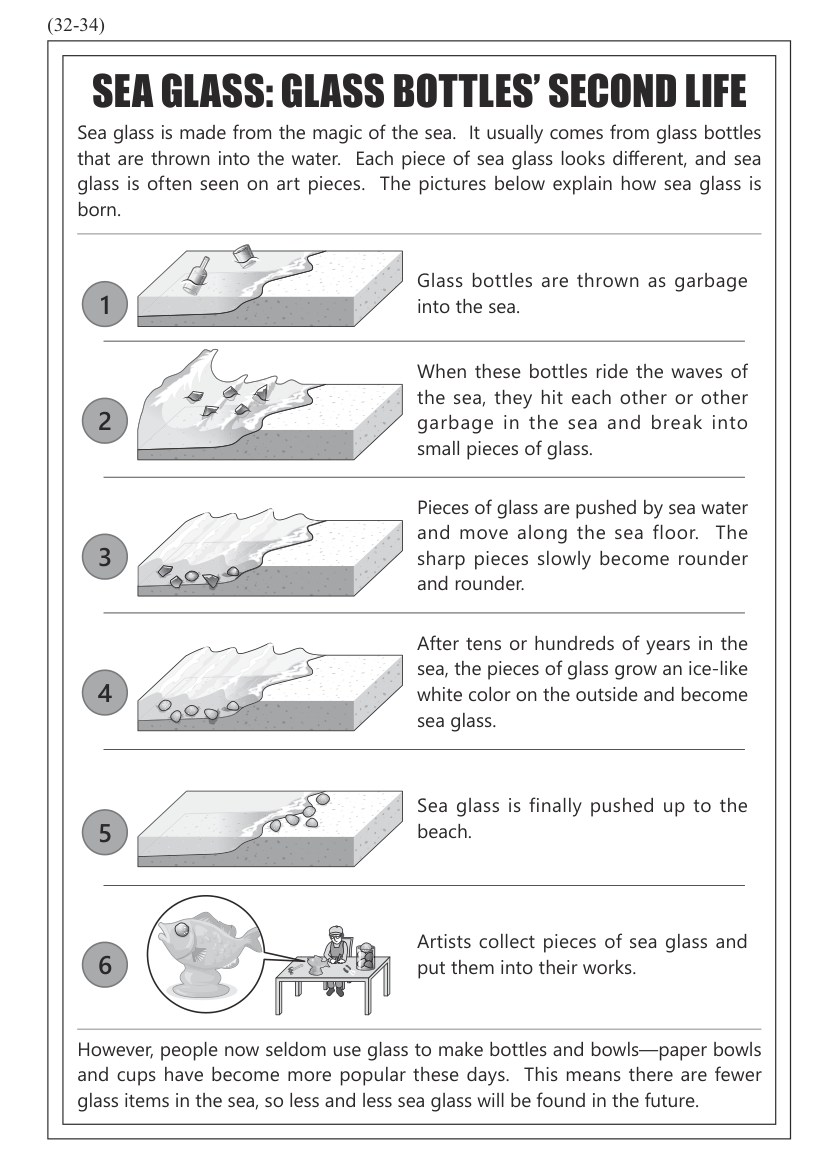 (32-34)
SEA GLASS: GLASS BOTTLES’ SECOND LIFE
Sea glass is made from the magic of the sea. It usually comes from glass bottles
that are thrown into the water. Each piece of sea glass looks different, and sea
glass is often seen on art pieces. The pictures below explain how sea glass is
born.
1
Glass bottles are thrown as garbage
into the sea.
2
When these bottles ride the waves of
the sea, they hit each other or other
garbage in the sea and break into
small pieces of glass.
3
Pieces of glass are pushed by sea water
and move along the sea floor. The
sharp pieces slowly become rounder
and rounder.
4
After tens or hundreds of years in the
sea, the pieces of glass grow an ice-like
white color on the outside and become
sea glass.
5
Sea glass is finally pushed up to the
beach.
6
Artists collect pieces of sea glass and
put them into their works.
However, people now seldom use glass to make bottles and bowls—paper bowls
and cups have become more popular these days. This means there are fewer
glass items in the sea, so less and less sea glass will be found in the future.